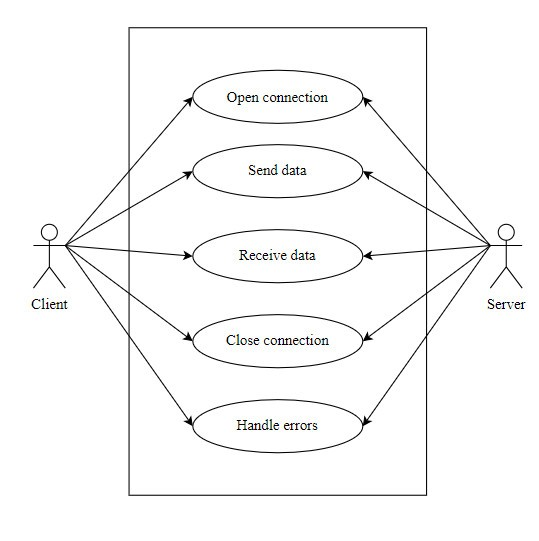 Open connection
Send data
Receive data
Client
Server
Close connection
Handle errors